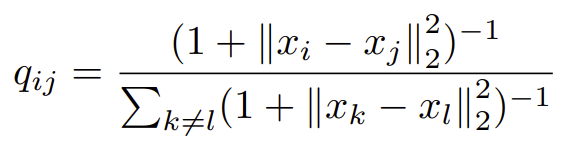 q_{ij} = \frac{(1 + \|x_i - x_j\|_2^2)^{-1}}{\sum_{k \neq l}(1 + \|x_k - x_l\|_2^2)^{-1}}